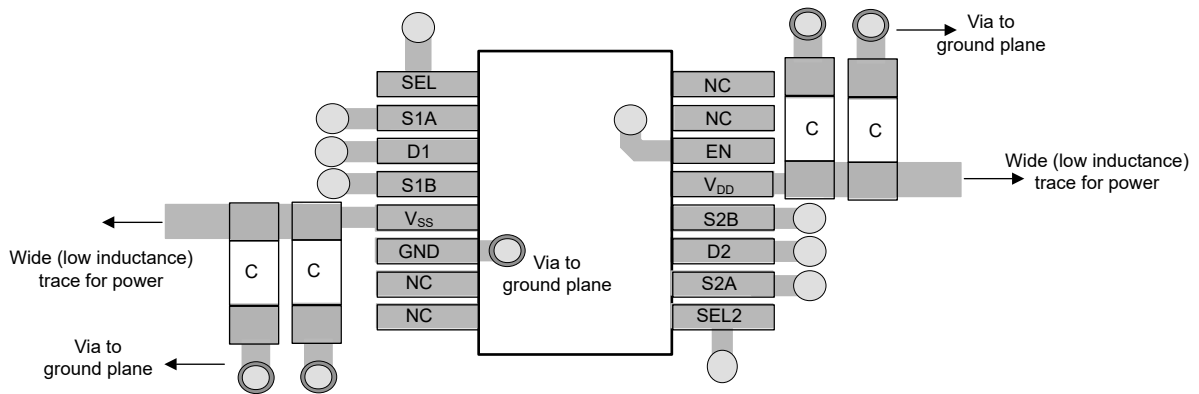 Via to
ground plane
SEL
NC
C
C
S1A
NC
D1
EN
Wide (low inductance)
trace for power
S1B
VDD
VSS
S2B
Wide (low inductance)
trace for power
C
C
GND
Via to
ground plane
D2
NC
S2A
NC
SEL2
Via to
ground plane